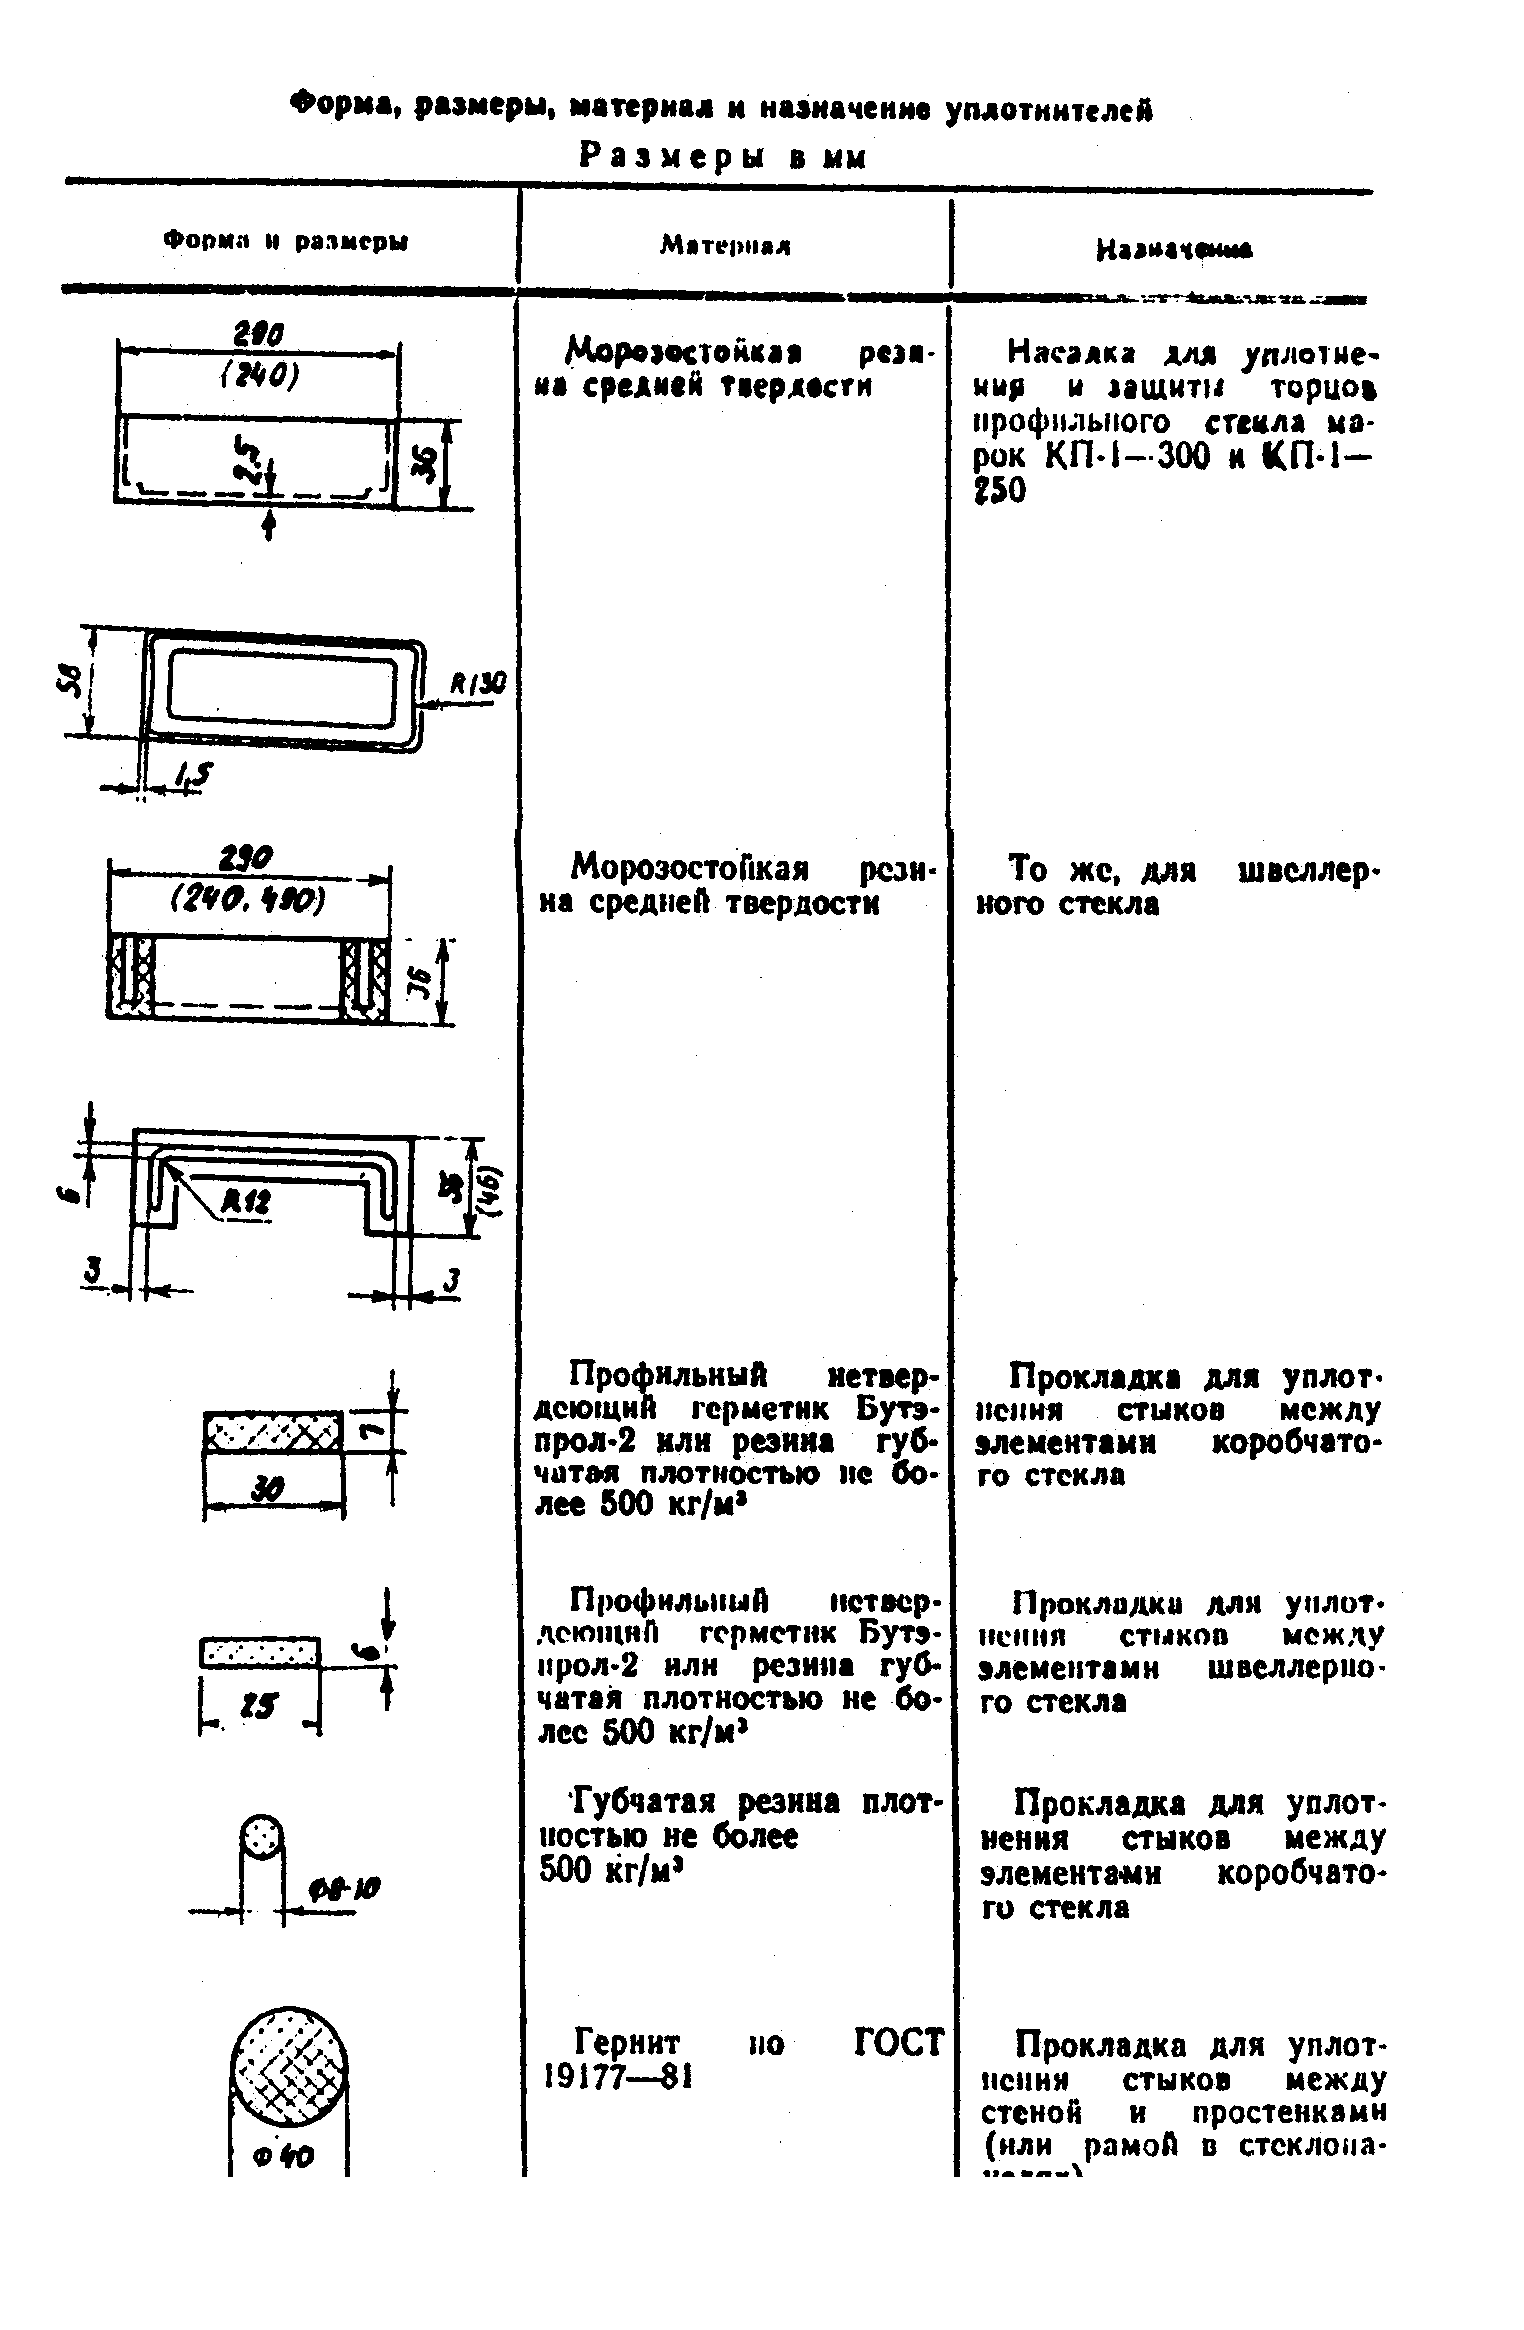 Форма, размеры, материал и назначение уплотнителей
Размеры в мм
Форма и размеры
Материал
Назначение
290
(240)
2,5
36
Морозостойкая рези-
на средней твердости
Насадка для уплотне-
ния и защиты торцов
профильного стекла ма-
рок КП-1—300 и КП-1—
250
58
R130
1,5
290
(240, 490)
36
Морозостойкая рези-
на средней твердости
То же, для швеллер-
ного стекла
6
R12
(46)
3
3
7
30
Профильный нетвер-
деющий герметик Бутэ-
прол-2 или резина губ-
чатая плотностью не бо-
лее 500 кг/м³
Прокладка для уплот-
нения стыков между
элементами коробчато-
го стекла
6
25
Профильный нетвер-
деющий герметик Бутэ-
прол-2 или резина губ-
чатая плотностью не бо-
лее 500 кг/м³
Прокладка для уплот-
нения стыков между
элементами швеллерно-
го стекла
Ф8-10
Губчатая резина плот-
ностью не более
500 кг/м³
Прокладка для уплот-
нения стыков между
элементами коробчато-
го стекла
Ф 40
Гернит по ГОСТ
19177—81
Прокладка для уплот-
нения стыков между
стеной и простенками
(или рамой в стеклопа-